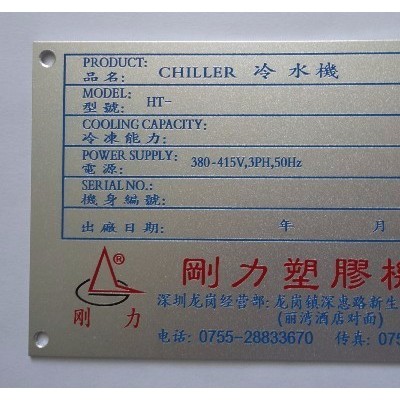 PRODUCT:
品名: CHILLER 冷水機
MODEL:
型號: HT-
COOLING CAPACITY:
冷凍能力:
POWER SUPPLY:
電源: 380-415V,3PH,50Hz
SERIAL NO.:
機身編號:
出廠日期: 年 月
®
剛力
剛力塑膠機
深圳龙岗经营部:龙岗镇深惠路新生
(丽湾酒店对面)
电话: 0755-28833670 传真: 075